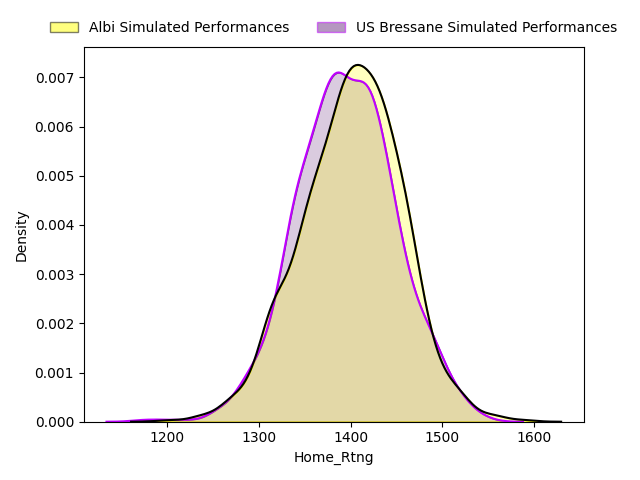 Albi Simulated Performances US Bressane Simulated Performances
0.007
0.006
0.005
0.004
0.003
0.002
0.001
0.000
Density
1200 1300 1400 1500 1600
Home_Rtng